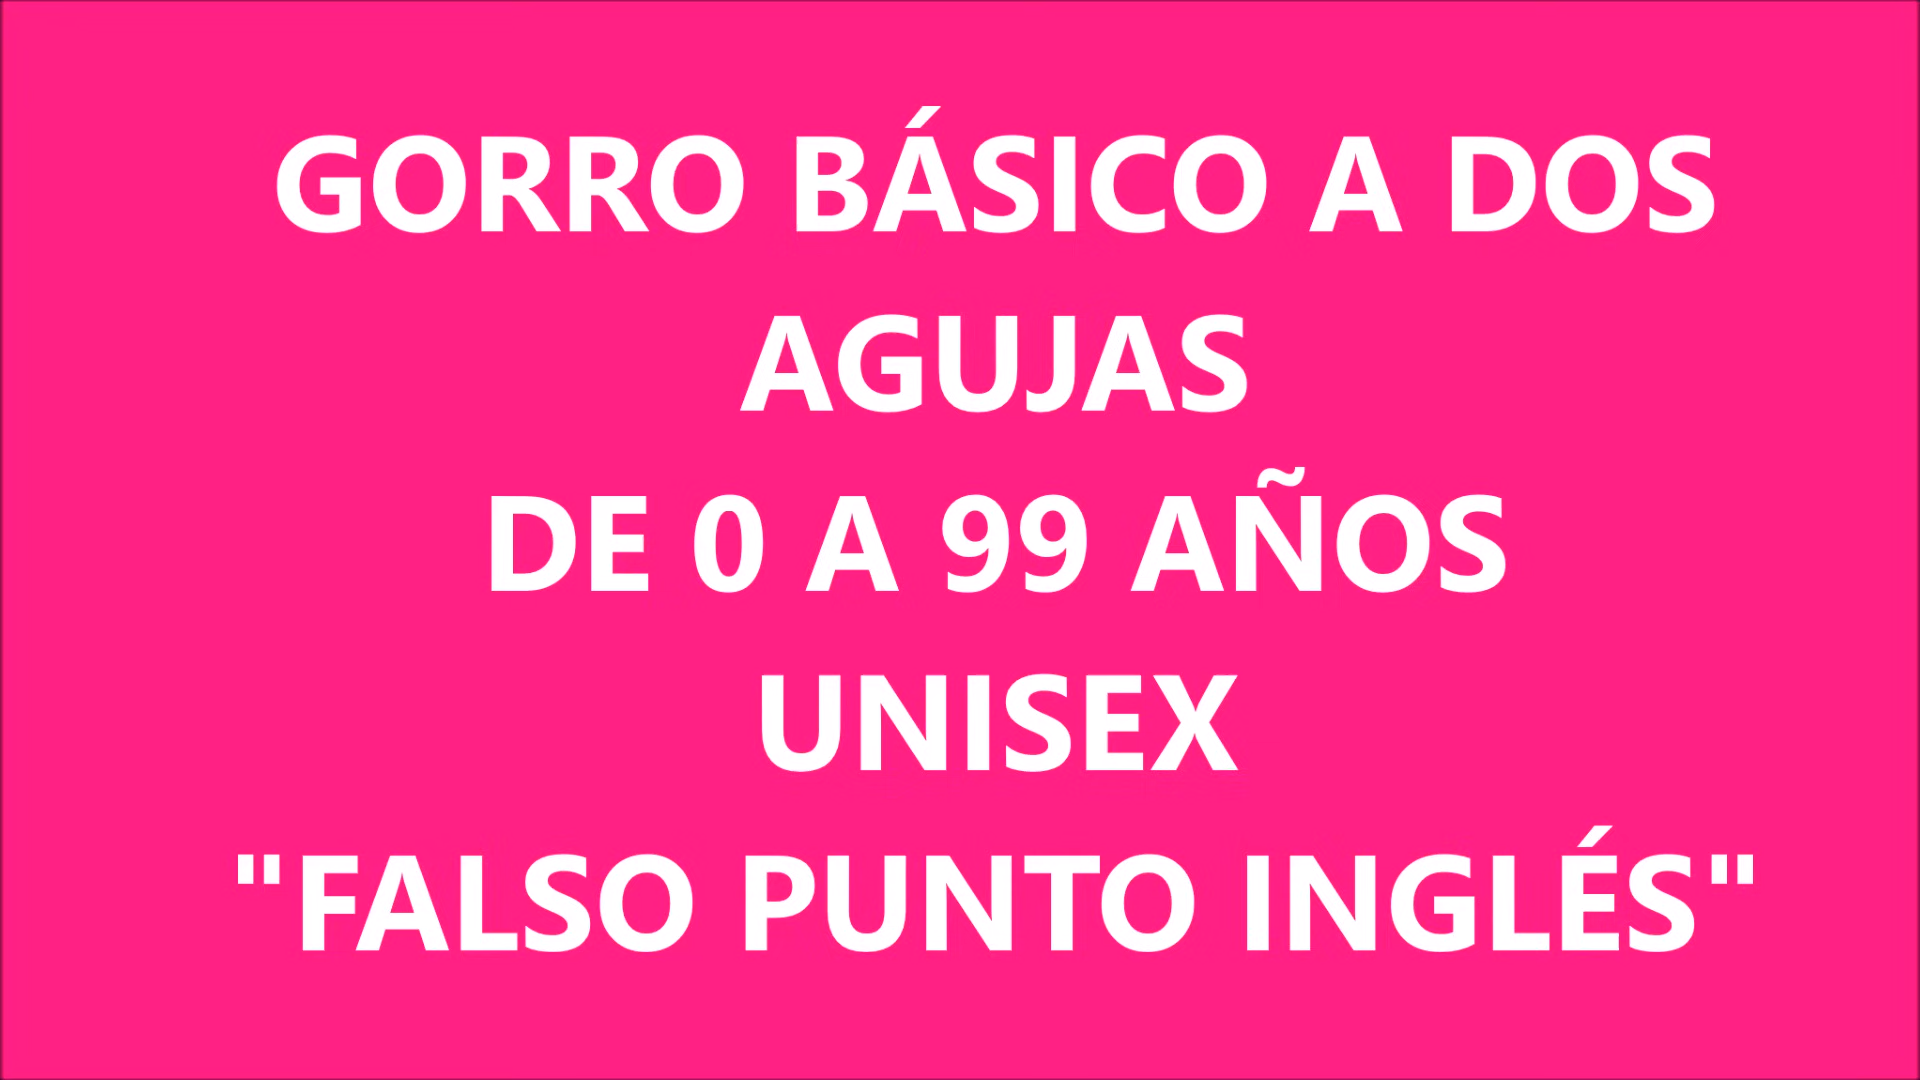 GORRO BÁSICO A DOS
AGUJAS
DE 0 A 99 AÑOS
UNISEX
"FALSO PUNTO INGLÉS"